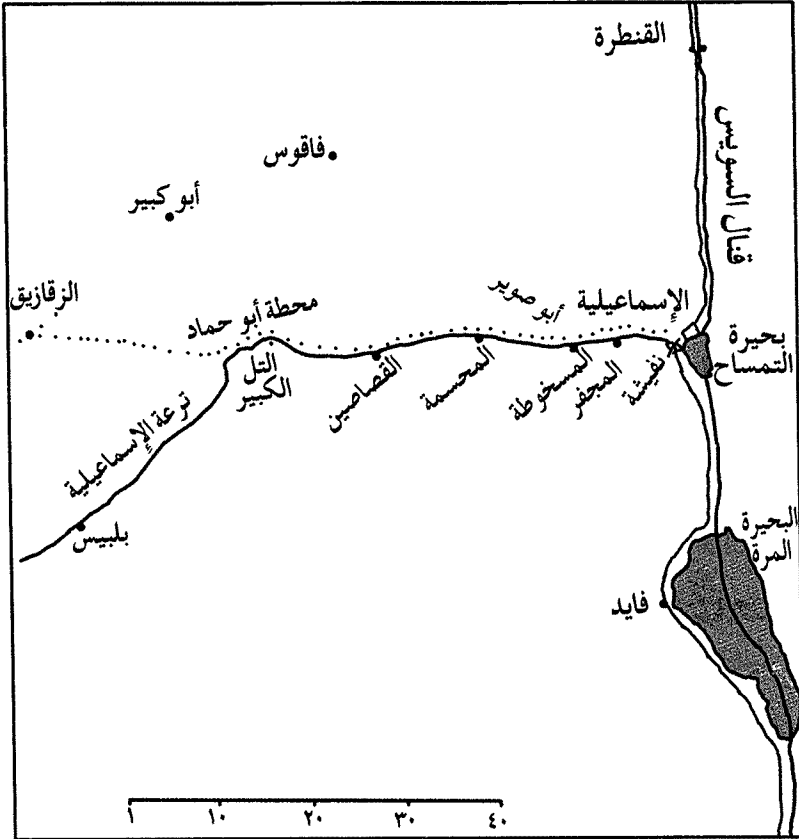 القنطرة
قنال السويس
فاقوس
أبو كبير
الزقازيق
محطة أبو حماد
أبو صوير
الإسماعيلية
بحيرة
التمساح
التل
الكبير
القصاصين
المحسمة
المسخوطة
المجفر
نفيشة
ترعة الإسماعيلية
بلبيس
البحيرة
المرة
فايد
١ ١٠ ٢٠ ٣٠ ٤٠